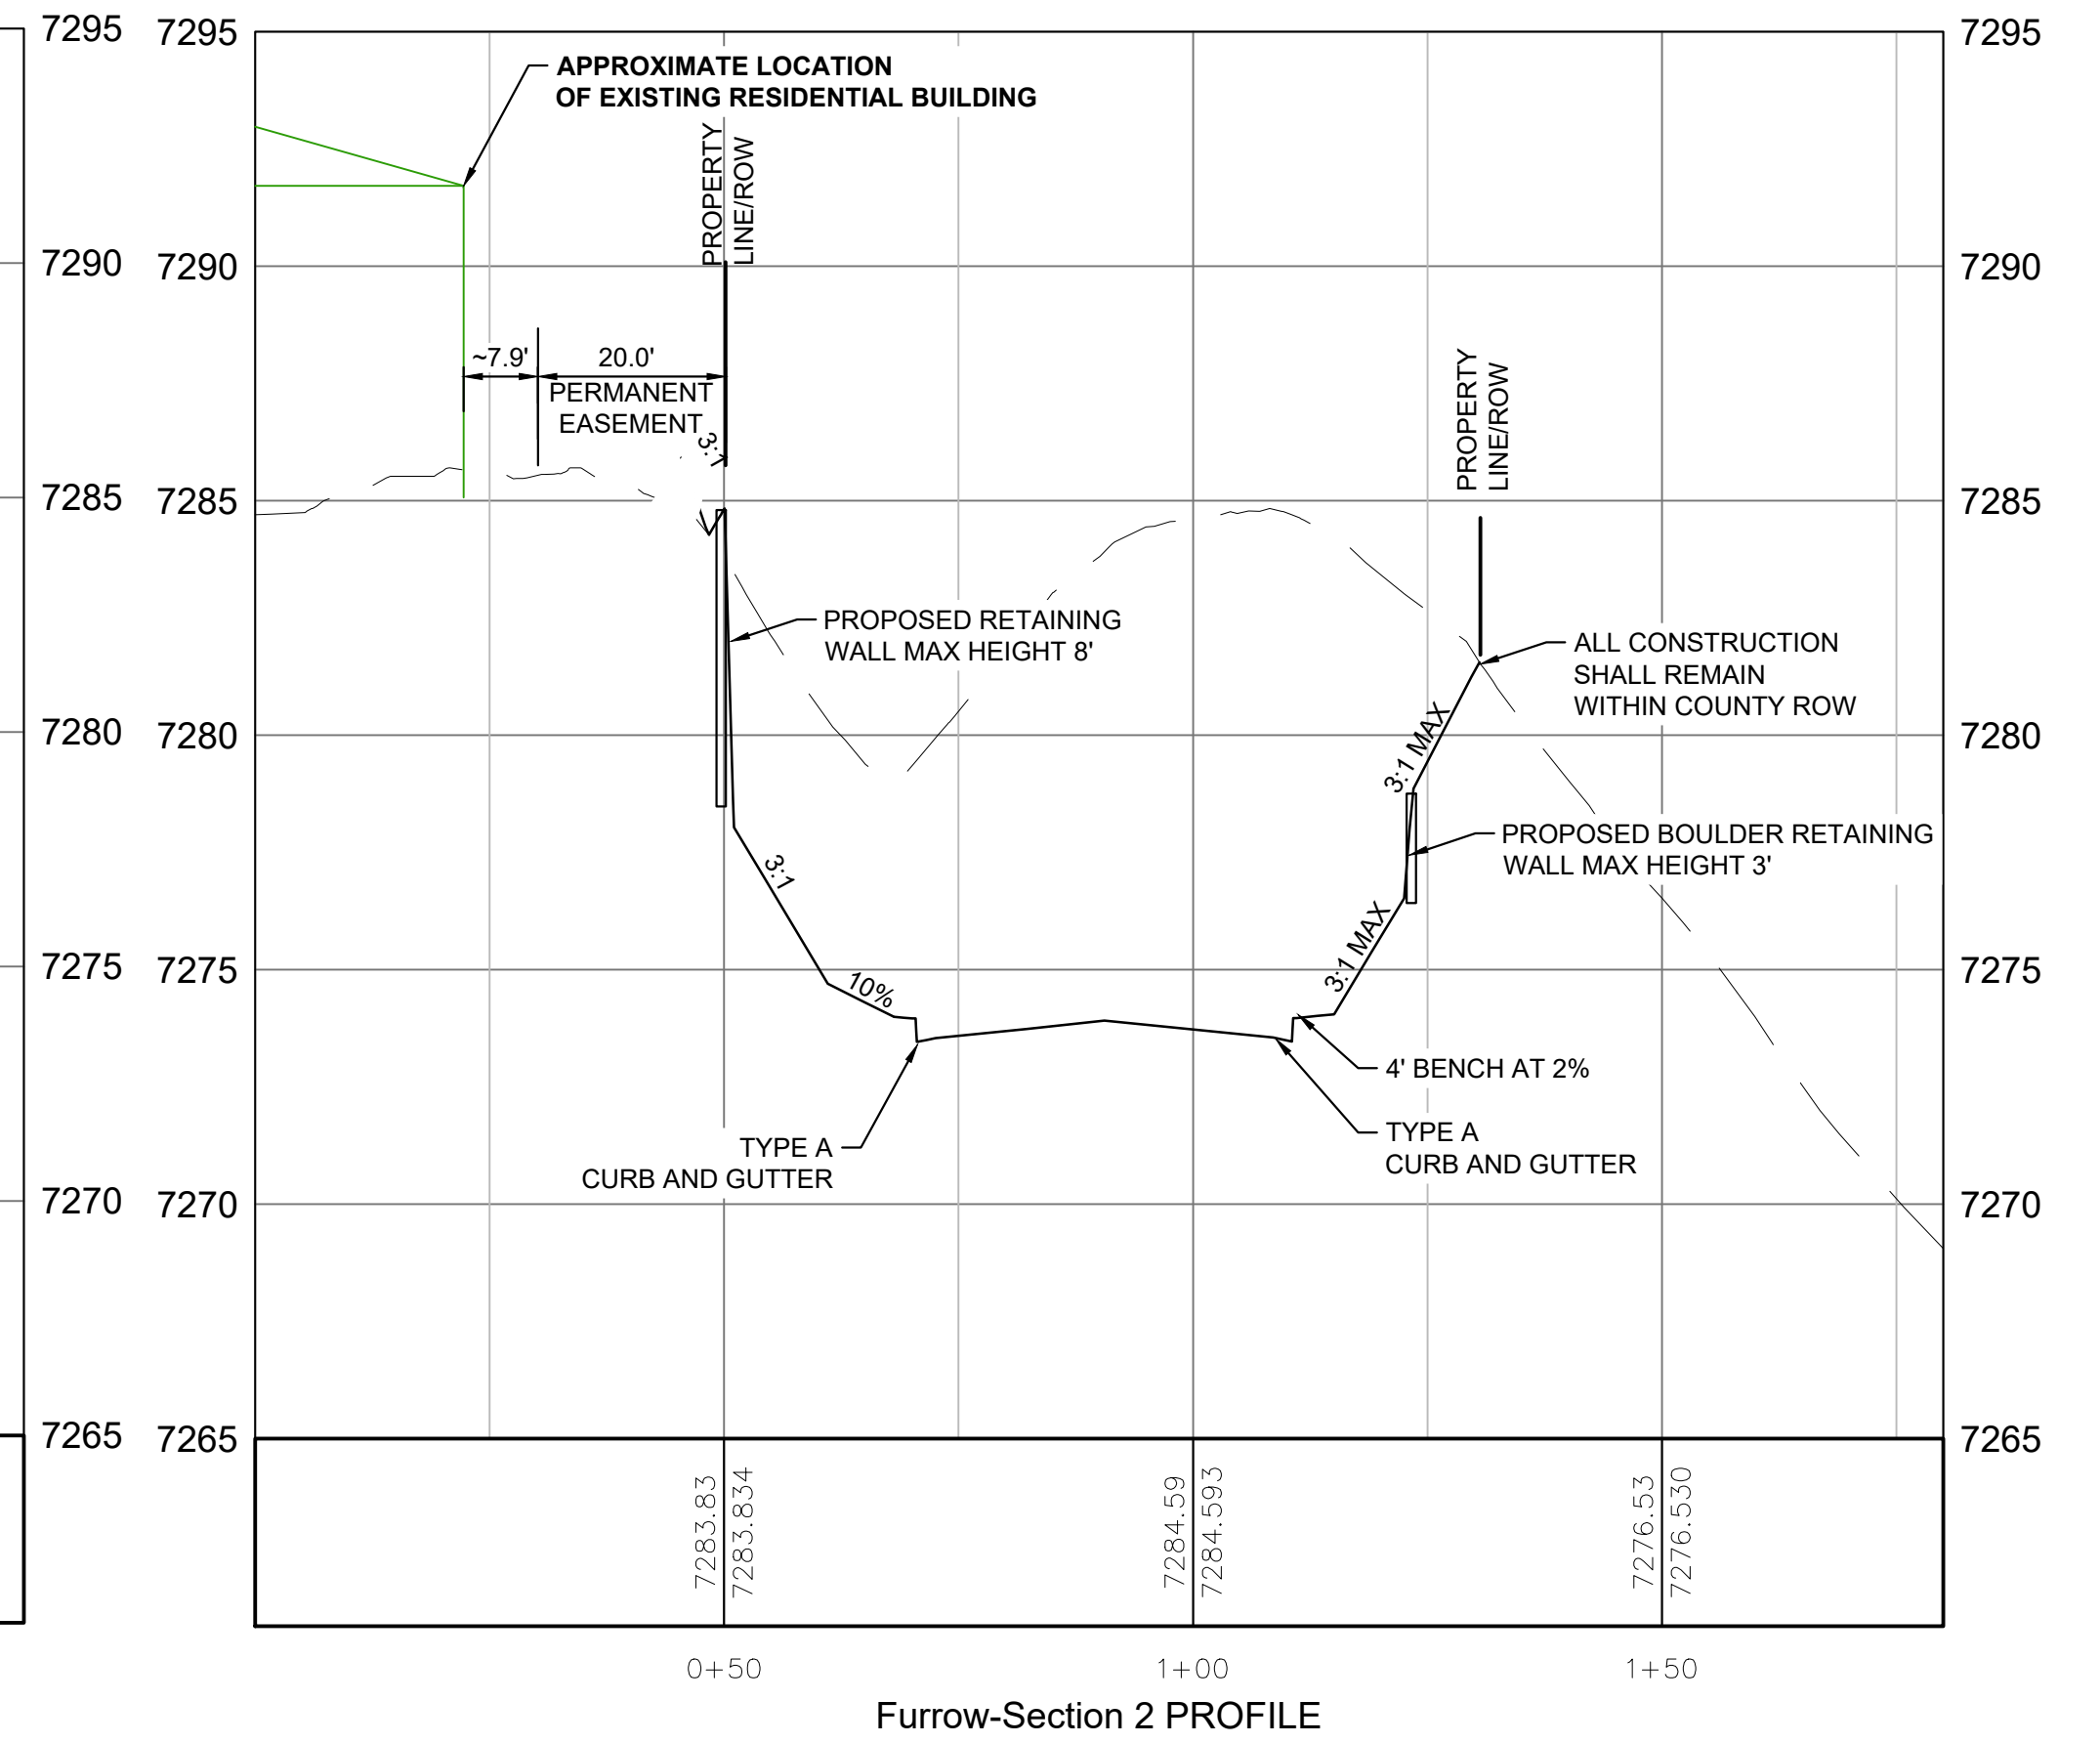 7295 7295 7295
APPROXIMATE LOCATION
OF EXISTING RESIDENTIAL BUILDING
PROPERTY
LINE/ROW
7290 7290 7290
~7.9' 20.0'
PERMANENT
EASEMENT
3:1
PROPERTY
LINE/ROW
7285 7285 7285
PROPOSED RETAINING
WALL MAX HEIGHT 8'
ALL CONSTRUCTION
SHALL REMAIN
WITHIN COUNTY ROW
7280 7280 7280
3:1 MAX
PROPOSED BOULDER RETAINING
WALL MAX HEIGHT 3'
3:1
3:1 MAX
7275 7275 7275
10%
4' BENCH AT 2%
TYPE A
CURB AND GUTTER
TYPE A
CURB AND GUTTER
7270 7270 7270
7265 7265 7265
7283.83
7283.834
7284.59
7284.593
7276.53
7276.530
0+50 1+00 1+50
Furrow-Section 2 PROFILE